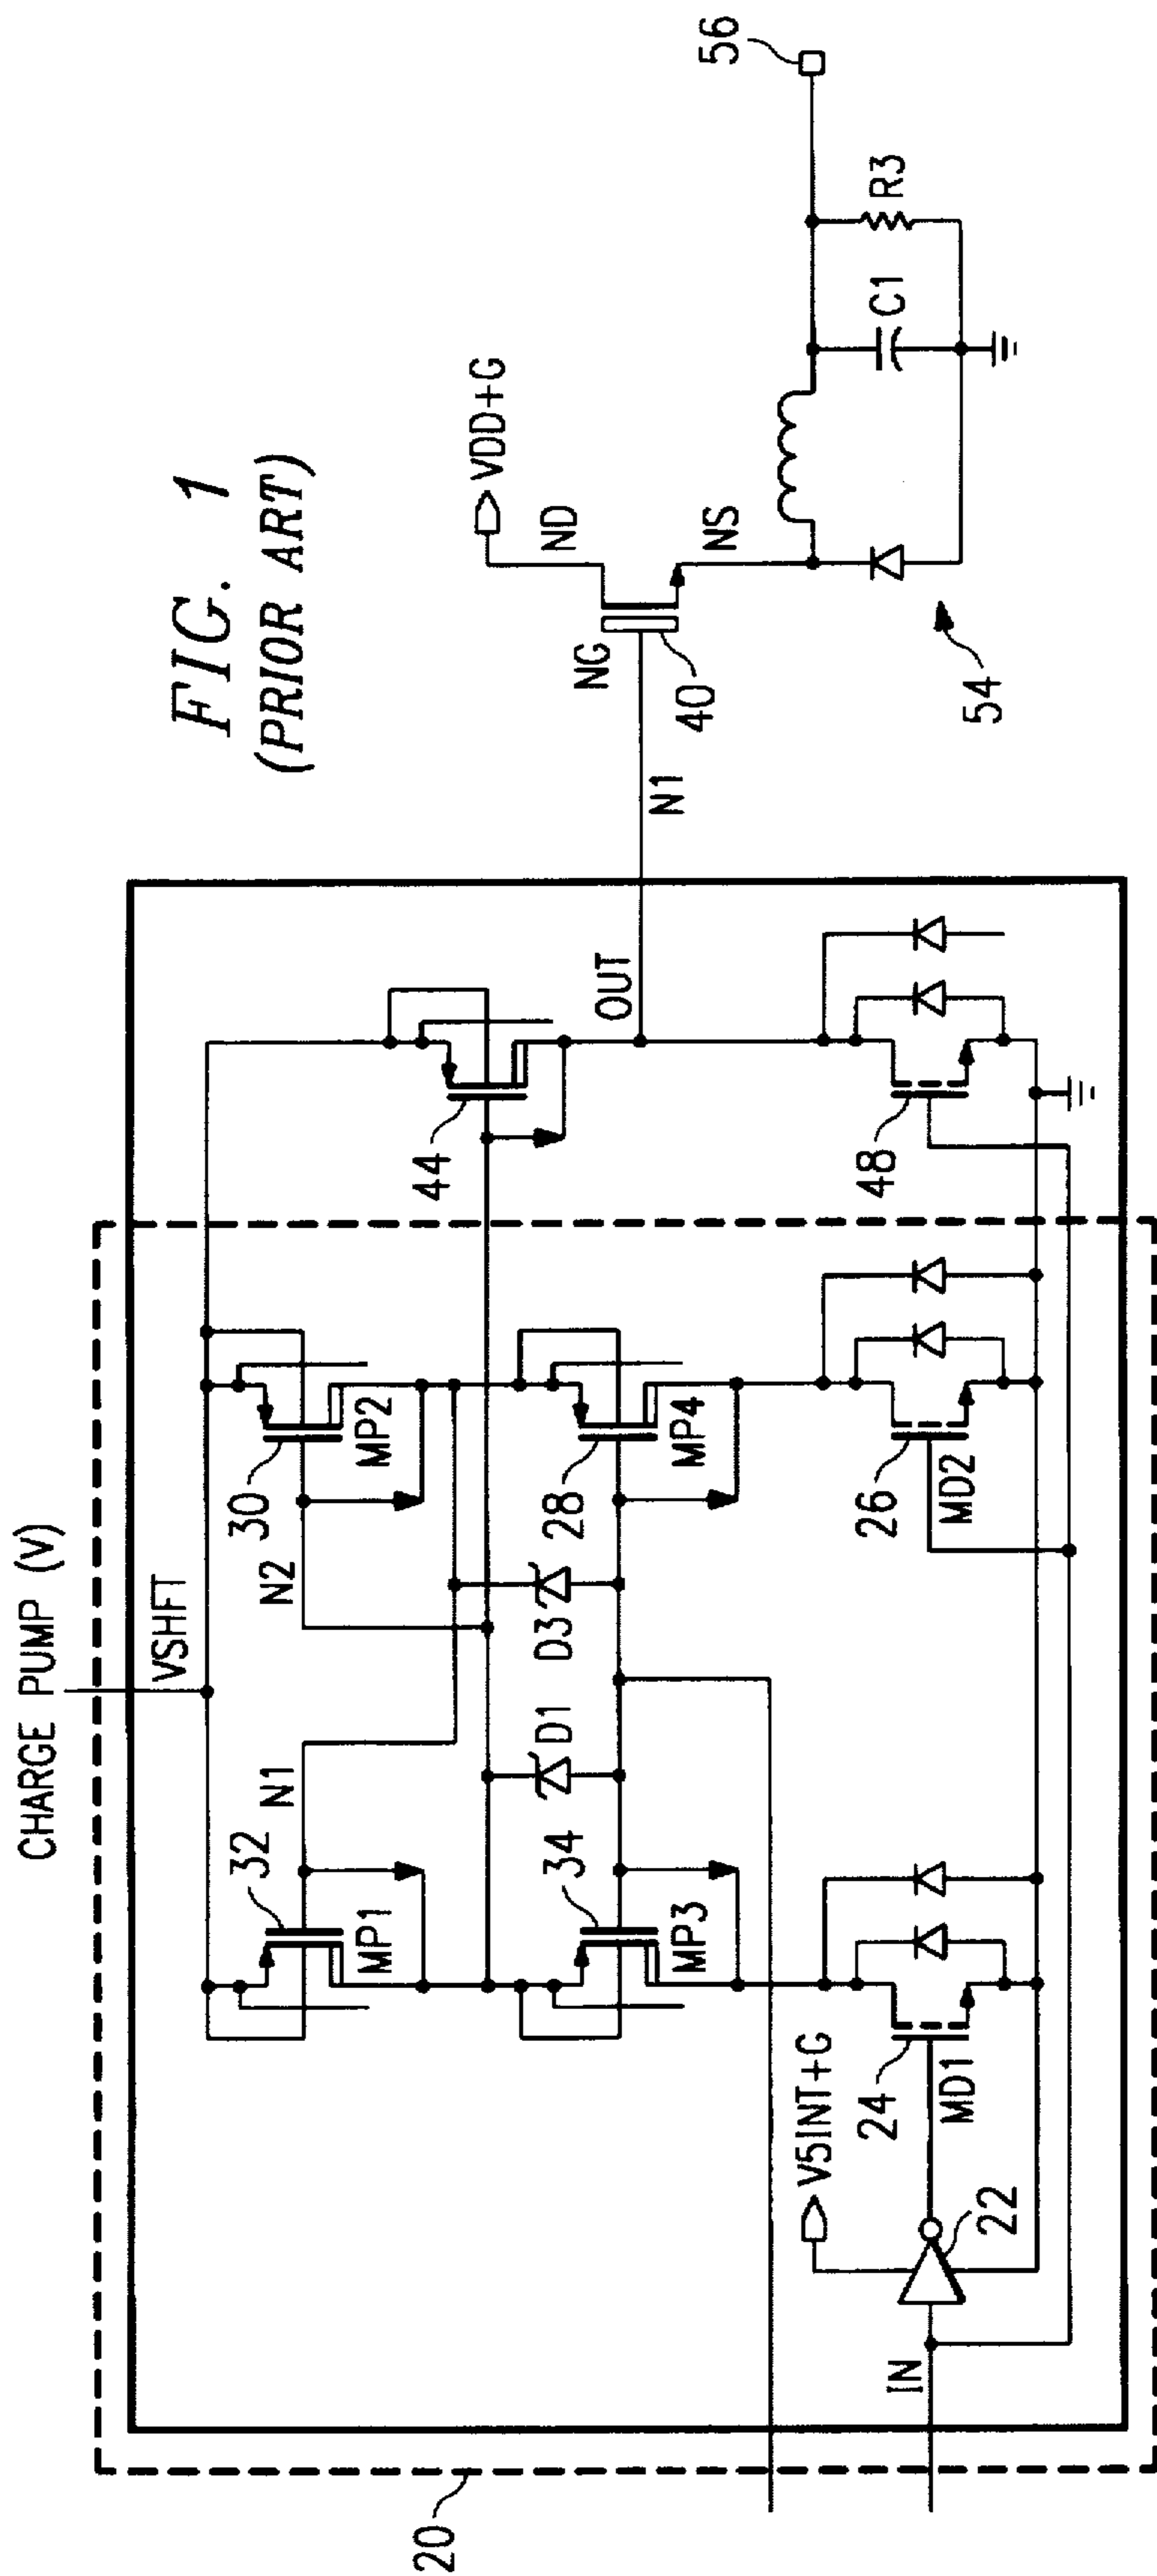 FIG. 1
(PRIOR ART)
CHARGE PUMP (V)
VSHFT
20
32
N1
N2
30
MP1
MP2
44
34
D1
D3
28
MP3
MP4
OUT
N1
NG
ND
VDD+G
40
NS
56
C1
R3
54
V5INT+G
24
MD1
26
MD2
48
IN
22